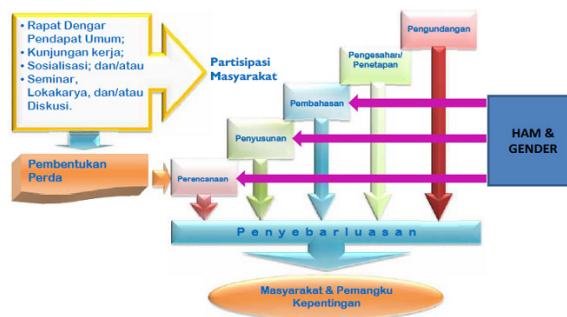 • Rapat Dengar
Pendapat Umum;
• Kunjungan kerja;
• Sosialisasi; dan/atau
• Seminar,
Lokakarya, dan/atau
Diskusi.
Partisipasi
Masyarakat
Pengundangan
Pengesahan/
Penetapan
Pembahasan
Penyusunan
Perencanaan
Pembentukan
Perda
HAM &
GENDER
Penyebarluasan
Masyarakat & Pemangku
Kepentingan